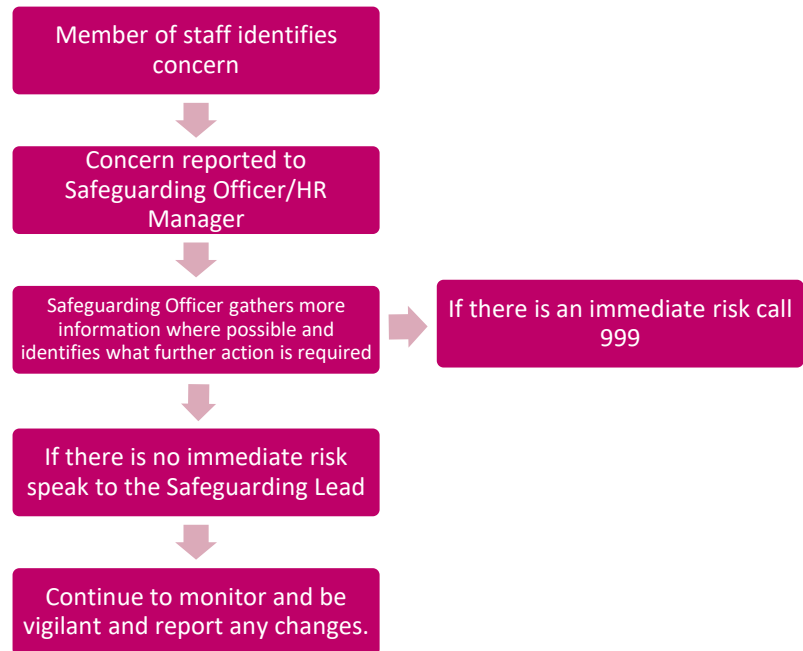 Member of staff identifies
concern
Concern reported to
Safeguarding Officer/HR
Manager
Safeguarding Officer gathers more
information where possible and
identifies what further action is required
If there is an immediate risk call
999
If there is no immediate risk
speak to the Safeguarding Lead
Continue to monitor and be
vigilant and report any changes.